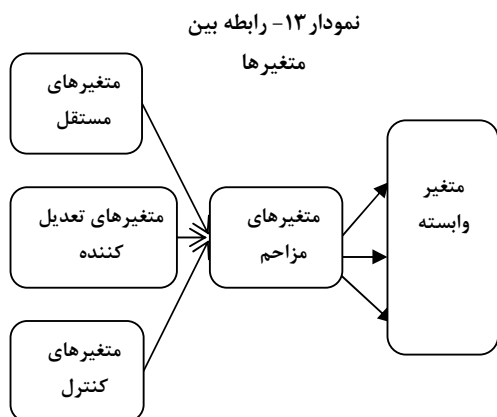 نمودار ۱۳- رابطه بین
متغیرها
متغیرهای
مستقل
متغیرهای تعدیل
کننده
متغیرهای
کنترل
متغیرهای
مزاحم
متغیر
وابسته